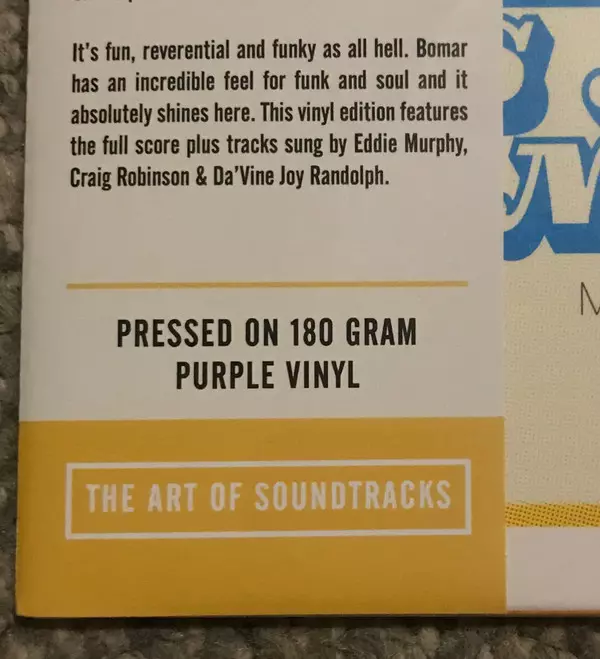 It's fun, reverential and funky as all hell. Bomar
has an incredible feel for funk and soul and it
absolutely shines here. This vinyl edition features
the full score plus tracks sung by Eddie Murphy,
Craig Robinson & Da'Vine Joy Randolph.
PRESSED ON 180 GRAM
PURPLE VINYL
THE ART OF SOUNDTRACKS